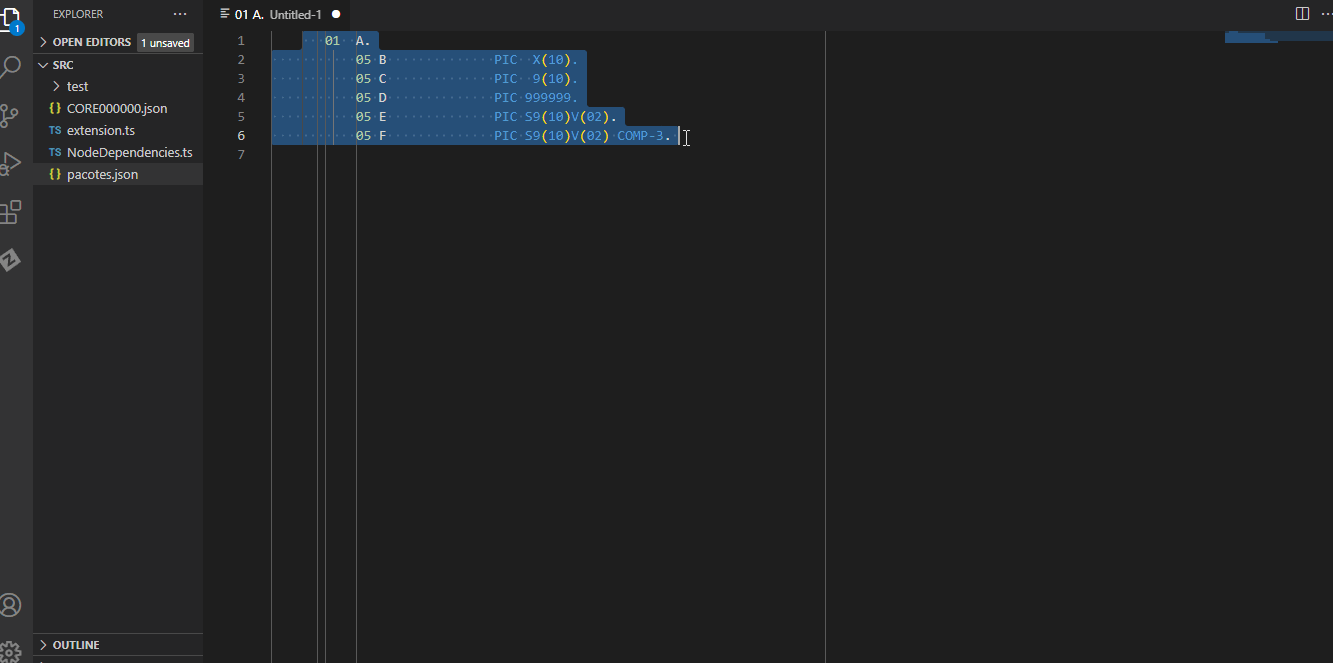 EXPLORER ···
01 A. Untitled-1 ●
1
OPEN EDITORS 1 unsaved
SRC
test
{} CORE000000.json
TS extension.ts
TS NodeDependencies.ts
{} pacotes.json
OUTLINE
1 01 A.
2 05 B PIC X(10).
3 05 C PIC 9(10).
4 05 D PIC 999999.
5 05 E PIC S9(10)V(02).
6 05 F PIC S9(10)V(02) COMP-3.
7